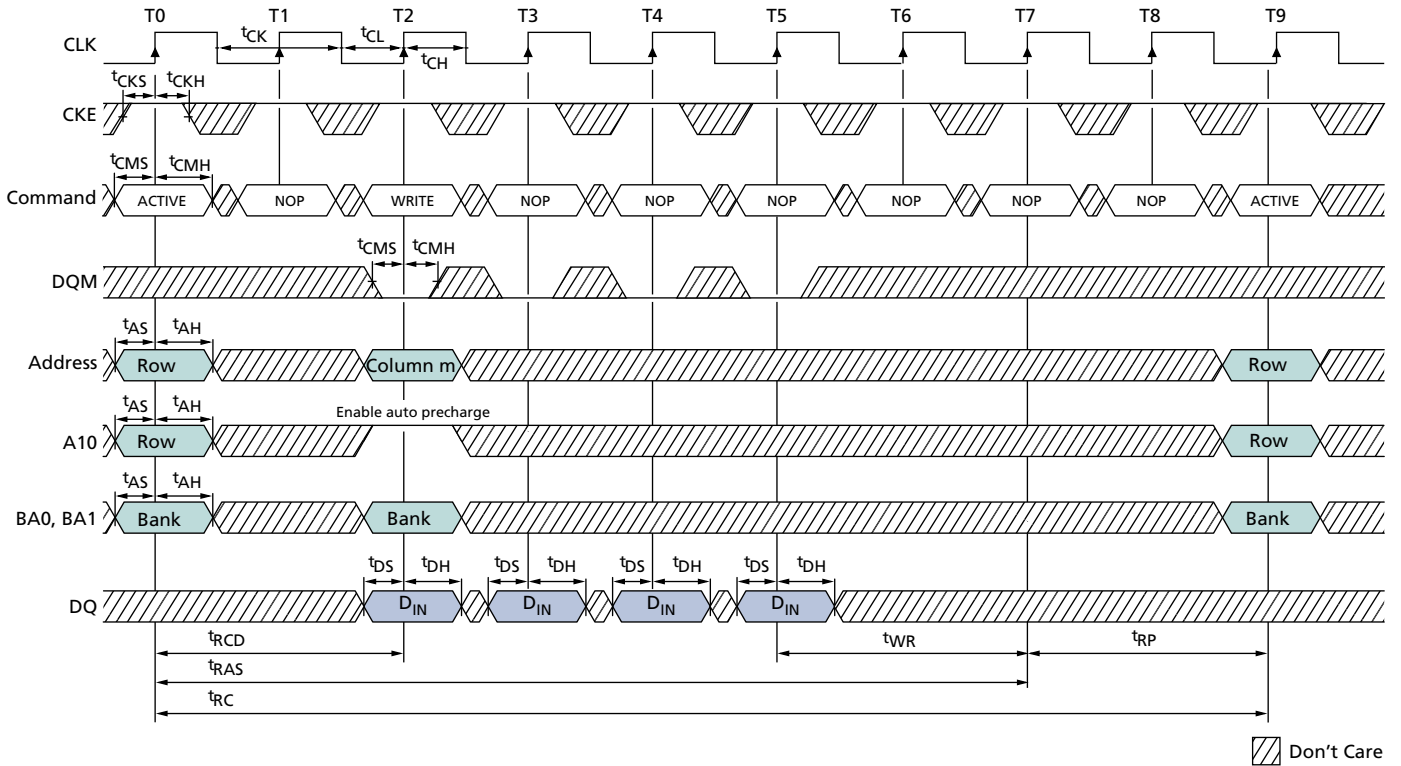 T0 T1 T2 T3 T4 T5 T6 T7 T8 T9
CLK tCK tCL tCH
tCKS tCKH
CKE
tCMS tCMH
Command ACTIVE NOP WRITE NOP NOP NOP NOP NOP NOP ACTIVE
tCMS tCMH
DQM
tAS tAH
Address Row Column m Row
tAS tAH Enable auto precharge
A10 Row Row
tAS tAH
BA0, BA1 Bank Bank Bank
tDS tDH tDS tDH tDS tDH tDS tDH
DQ DIN DIN DIN DIN
tRCD tWR tRP
tRAS
tRC
Don't Care